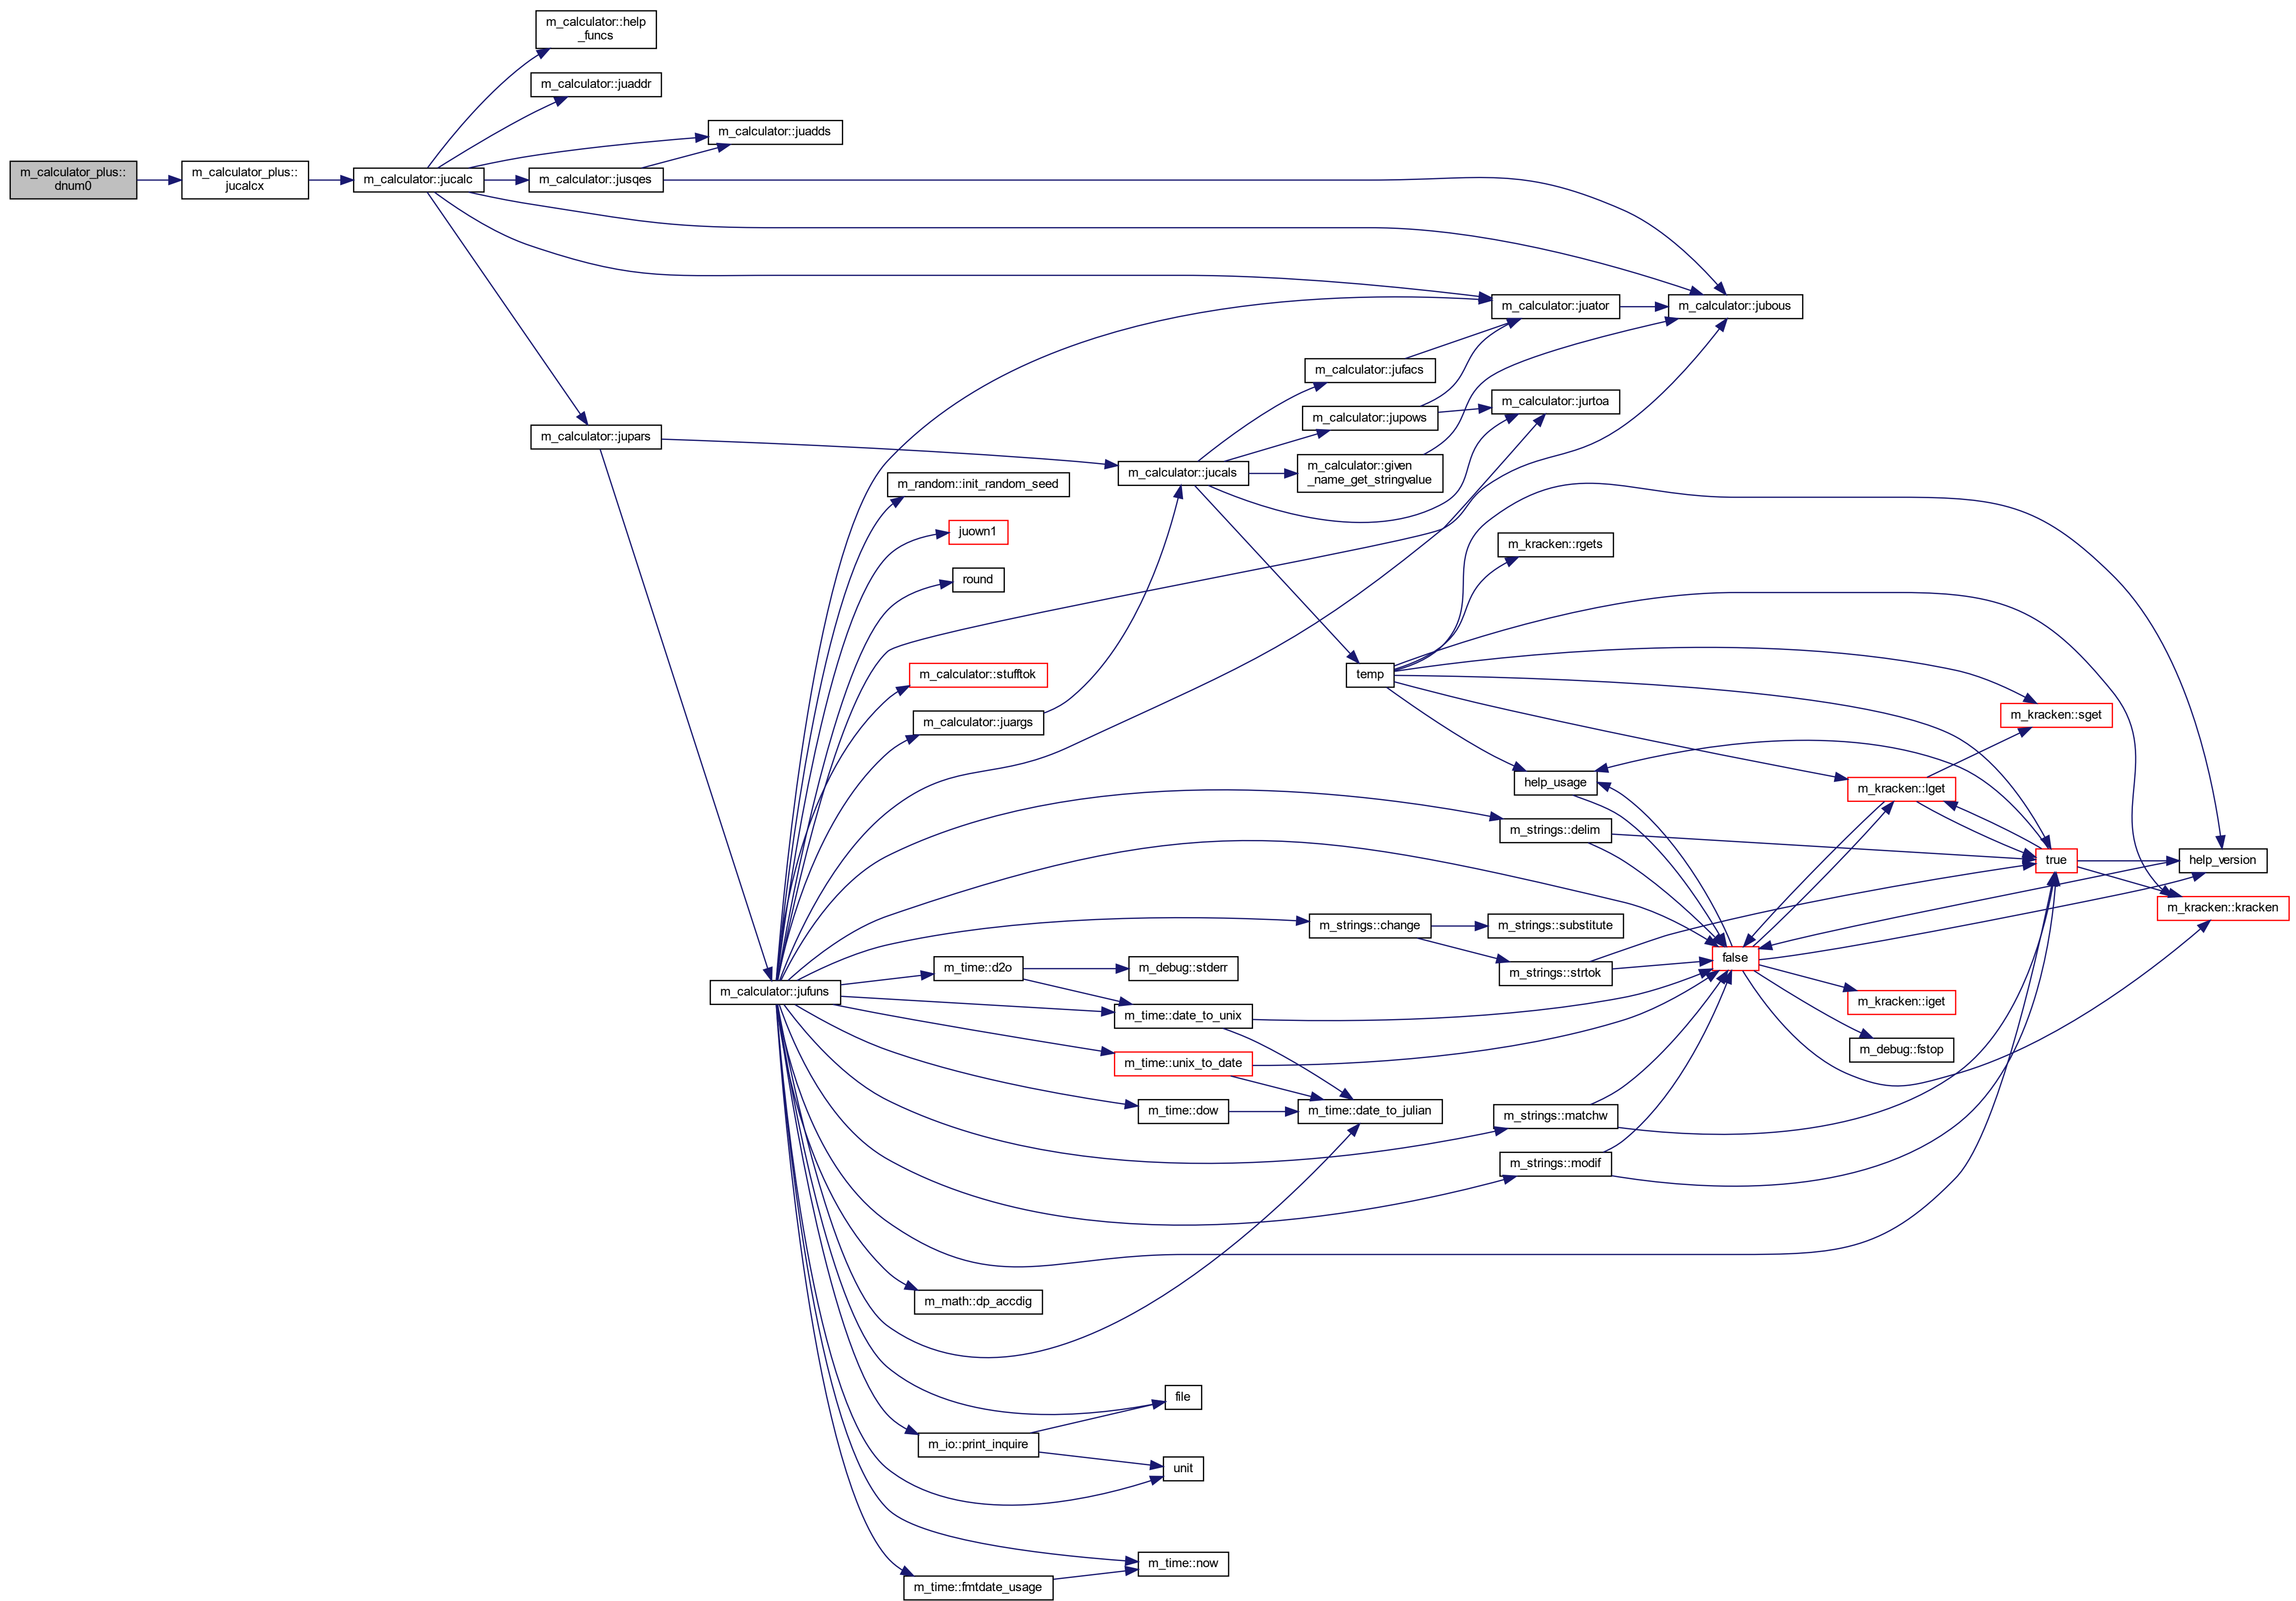 m_calculator_plus::
dnum0
m_calculator_plus::
jucalcx
m_calculator::jucalc
m_calculator::help
_funcs
m_calculator::juaddr
m_calculator::juadds
m_calculator::jusqes
m_calculator::juator
m_calculator::jubous
m_calculator::jufacs
m_calculator::jupows
m_calculator::jurtoa
m_calculator::jupars
m_calculator::jucals
m_calculator::given
_name_get_stringvalue
m_random::init_random_seed
juown1
m_kracken::rgets
round
m_calculator::stufftok
temp
m_calculator::juargs
m_kracken::sget
help_usage
m_kracken::lget
m_strings::delim
true
help_version
m_kracken::kracken
m_strings::change
m_strings::substitute
m_strings::strtok
false
m_time::d2o
m_debug::stderr
m_calculator::jufuns
m_time::date_to_unix
m_kracken::iget
m_debug::fstop
m_time::unix_to_date
m_time::dow
m_time::date_to_julian
m_strings::matchw
m_strings::modif
m_math::dp_accdig
file
m_io::print_inquire
unit
m_time::now
m_time::fmtdate_usage